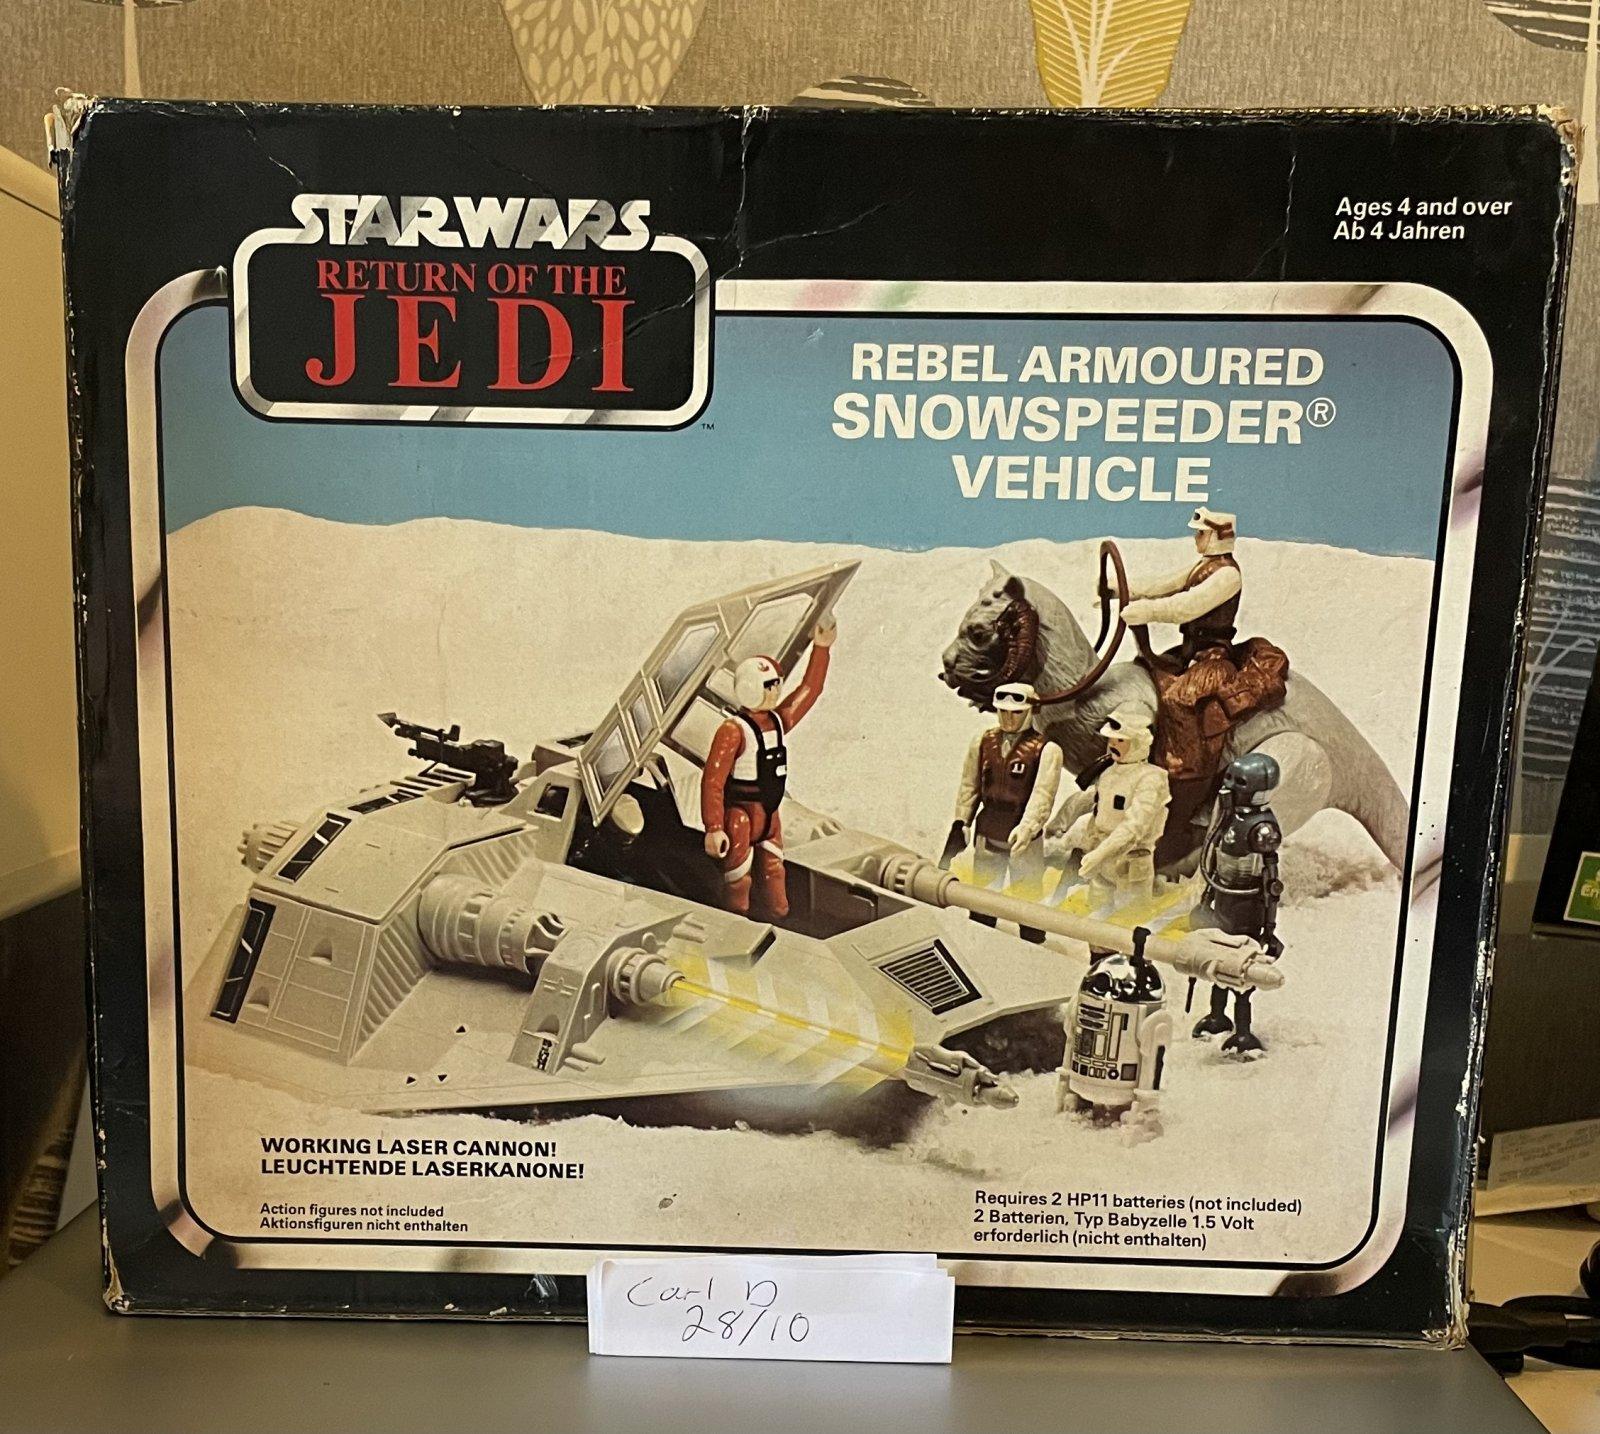 STAR WARS
RETURN OF THE
JEDI
TM
Ages 4 and over
Ab 4 Jahren
REBEL ARMOURED
SNOWSPEEDER®
VEHICLE
WORKING LASER CANNON!
LEUCHTENDE LASERKANONE!
Action figures not included
Aktionsfiguren nicht enthalten
Requires 2 HP11 batteries (not included)
2 Batterien, Typ Babyzelle 1.5 Volt
erforderlich (nicht enthalten)
Carl D
28/10